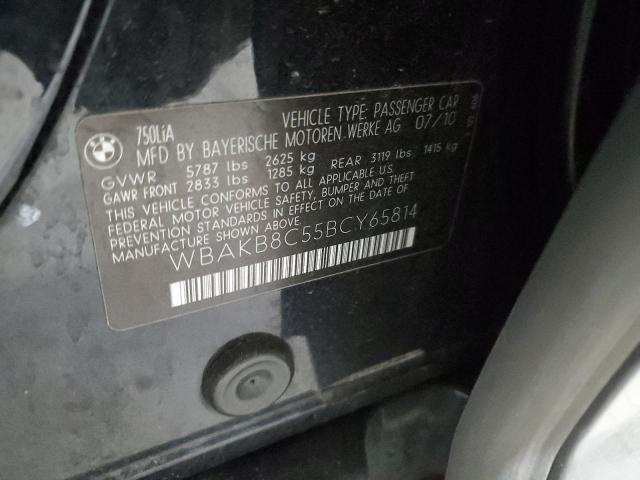 BMW
750LiA VEHICLE TYPE: PASSENGER CAR
MFD BY BAYERISCHE MOTOREN WERKE AG 07/10
GVWR 5787 lbs 2625 kg
GAWR FRONT 2833 lbs 1285 kg REAR 3119 lbs 1415 kg
THIS VEHICLE CONFORMS TO ALL APPLICABLE U.S.
FEDERAL MOTOR VEHICLE SAFETY, BUMPER AND THEFT
PREVENTION STANDARDS IN EFFECT ON THE DATE OF
MANUFACTURE SHOWN ABOVE.
WBAKB8C55BCY65814